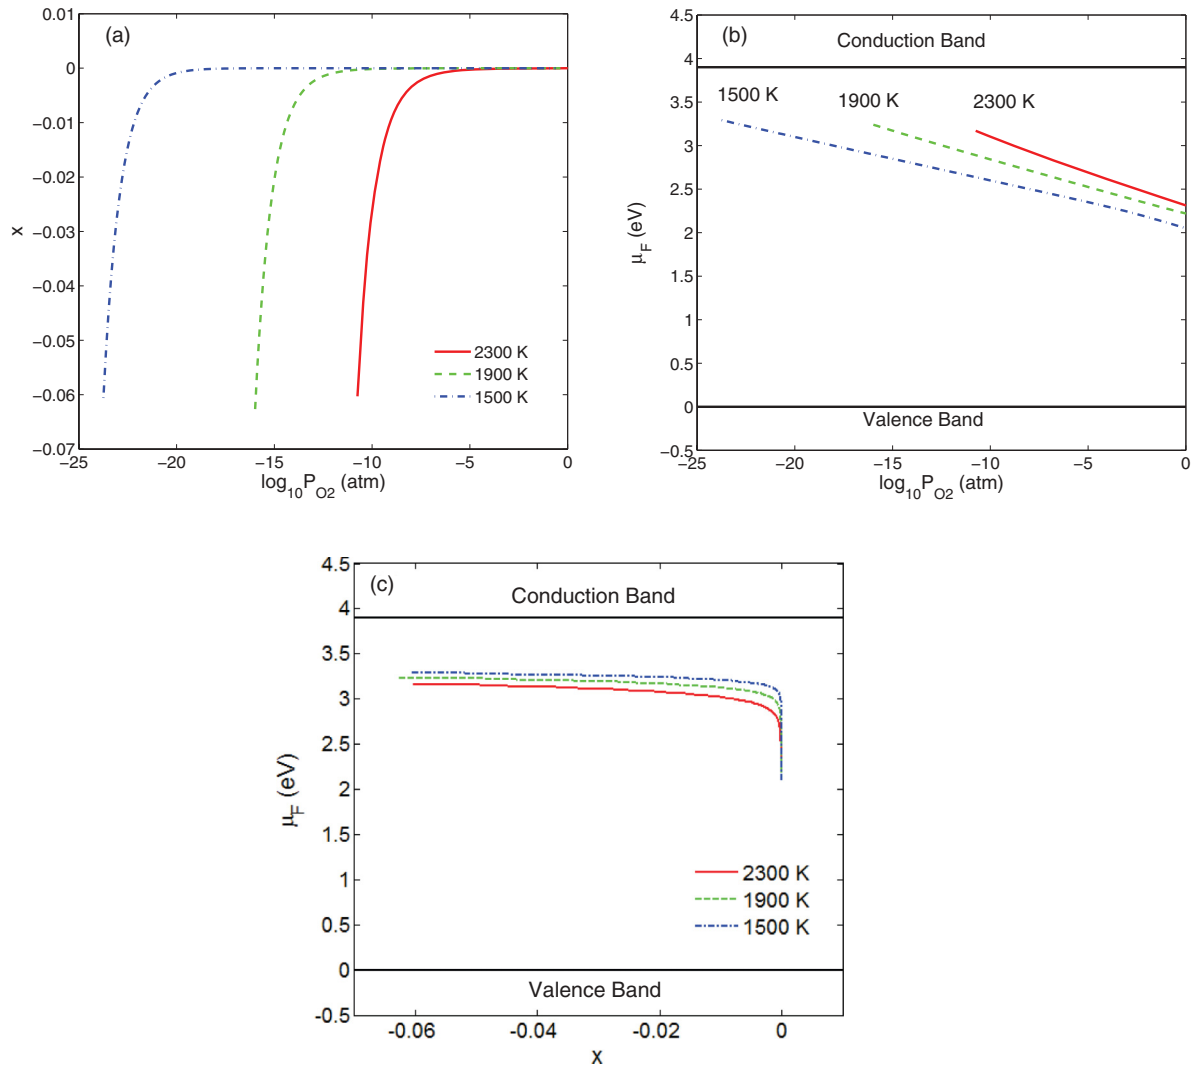 (a)
0.01
0
−0.01
−0.02
−0.03
−0.04
−0.05
−0.06
−0.07
x
2300 K
1900 K
1500 K
−25
−20
−15
−10
−5
0
log10PO2 (atm)
(b)
4.5
4
3.5
3
2.5
2
1.5
1
0.5
0
−0.5
μF (eV)
Conduction Band
1500 K
1900 K
2300 K
Valence Band
−25
−20
−15
−10
−5
0
log10PO2 (atm)
(c)
4.5
4
3.5
3
2.5
2
1.5
1
0.5
0
-0.5
μF (eV)
Conduction Band
2300 K
1900 K
1500 K
Valence Band
-0.06
-0.04
-0.02
0
x